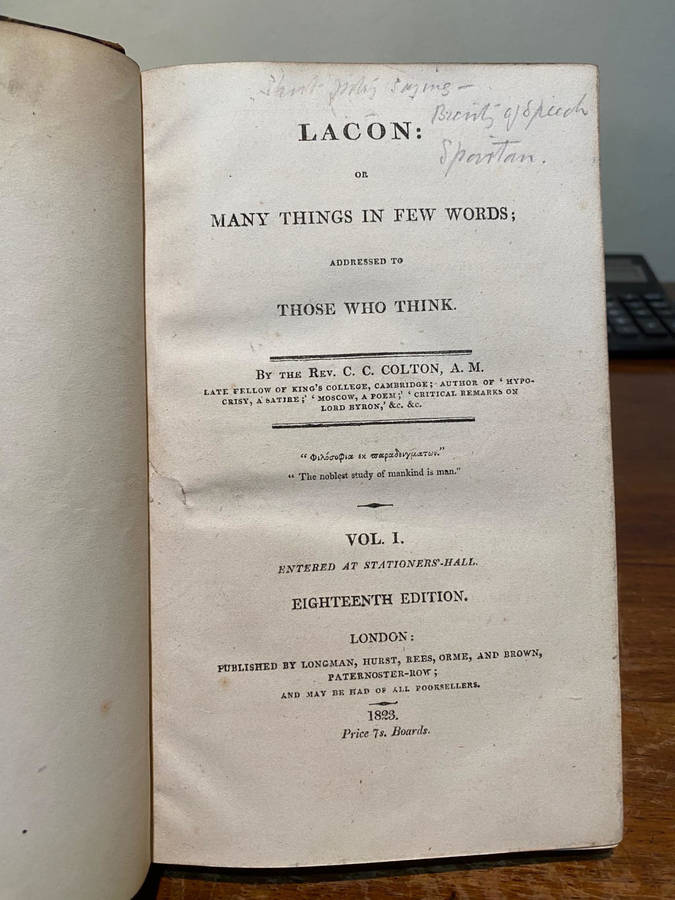 Short pithy saying –
Brevity of Speech
Spartan.
LACON:
OR
MANY THINGS IN FEW WORDS;
ADDRESSED TO
THOSE WHO THINK.
BY THE REV. C. C. COLTON, A. M.
LATE FELLOW OF KING'S COLLEGE, CAMBRIDGE; AUTHOR OF 'HYPO-
CRISY, A SATIRE;' 'MOSCOW, A POEM;' 'CRITICAL REMARKS ON
LORD BYRON,' &c. &c.
"Φιλοσοφια εκ παραδειγματων."
"The noblest study of mankind is man."
VOL. I.
ENTERED AT STATIONERS'-HALL.
EIGHTEENTH EDITION.
LONDON:
PUBLISHED BY LONGMAN, HURST, REES, ORME, AND BROWN,
PATERNOSTER-ROW;
AND MAY BE HAD OF ALL BOOKSELLERS.
1823.
Price 7s. Boards.